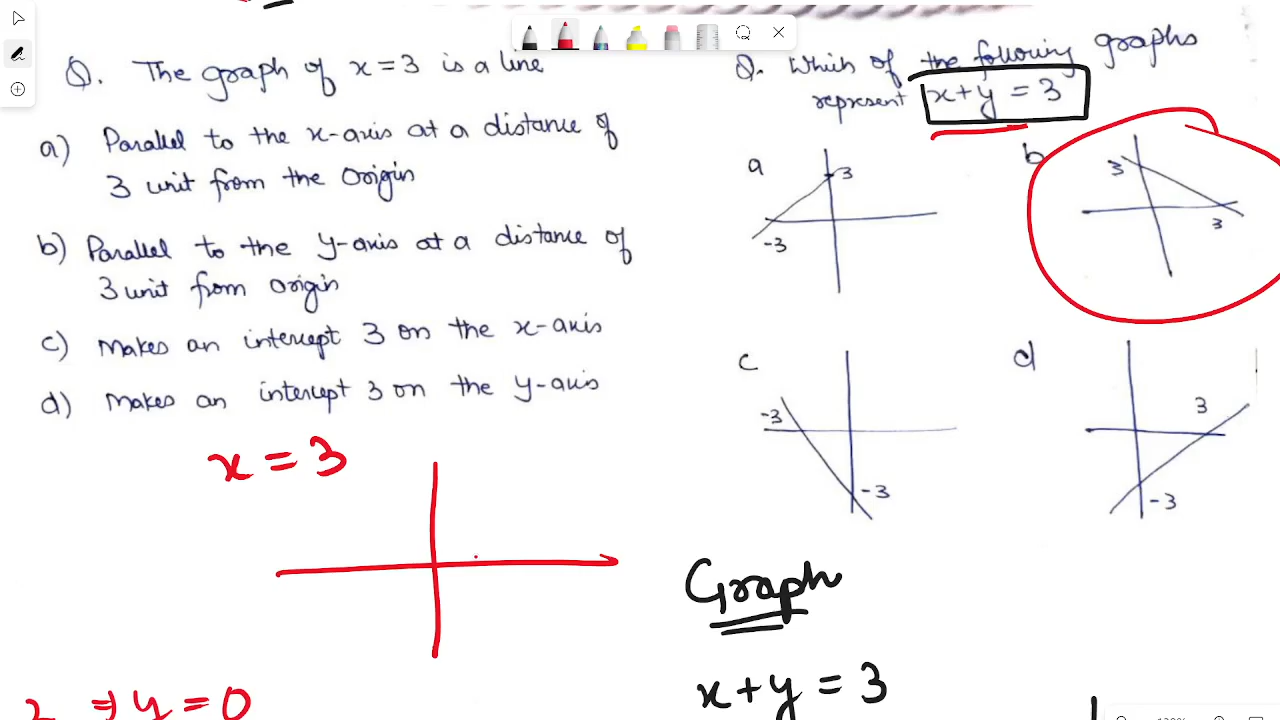 Q. The graph of x=3 is a line
a) Parallel to the x-axis at a distance of
3 unit from the origin
b) Parallel to the y-axis at a distance of
3 unit from origin
c) Makes an intercept 3 on the x-axis
d) Makes an intercept 3 on the y-axis
x = 3
⇒ y = 0
Q. Which of the following graphs
represent x+y = 3
a
3
-3
b
3
3
c
-3
-3
d
3
-3
Graph
x+y = 3